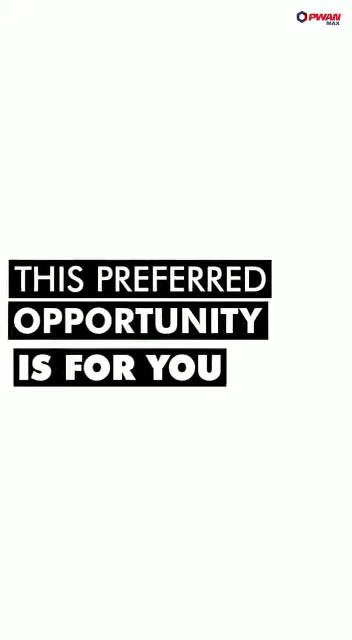 PWAN
MAX
THIS PREFERRED
OPPORTUNITY
IS FOR YOU